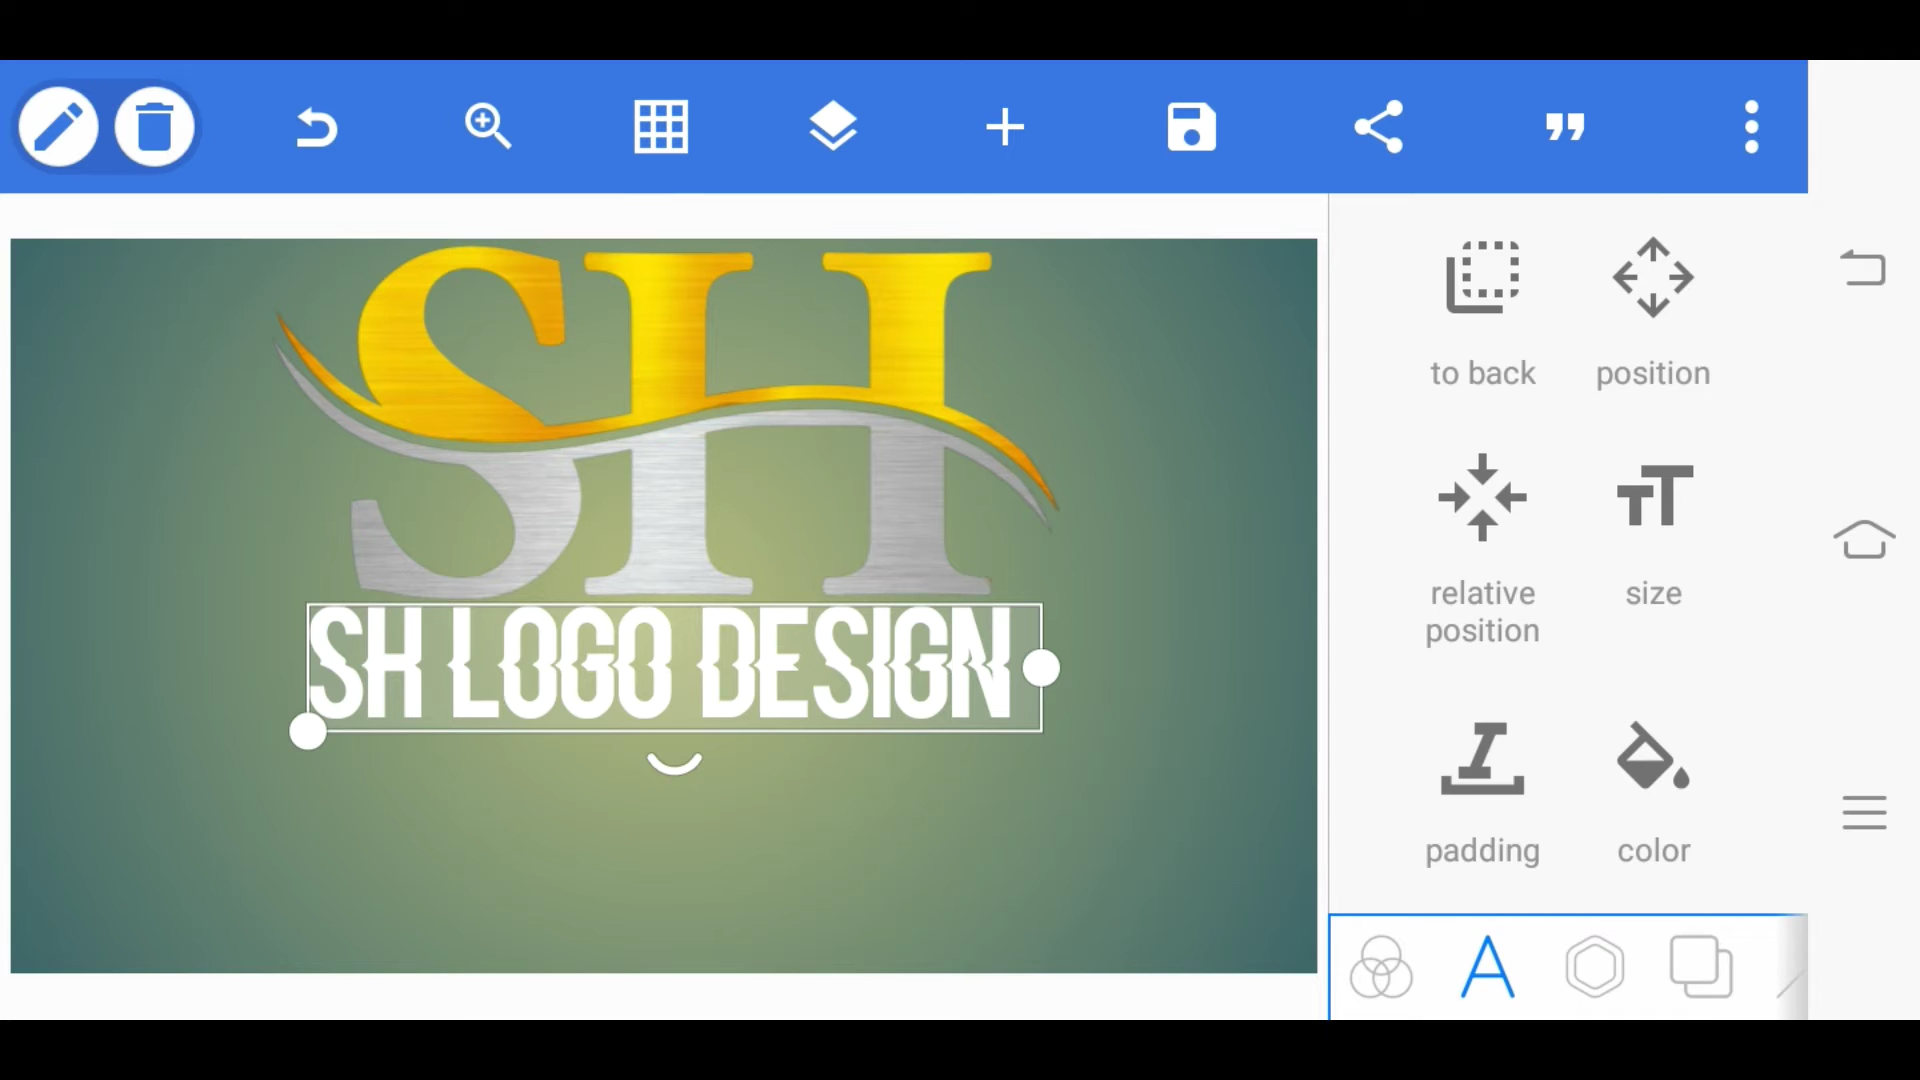 SH
SH LOGO DESIGN
to back
position
relative
position
size
padding
color